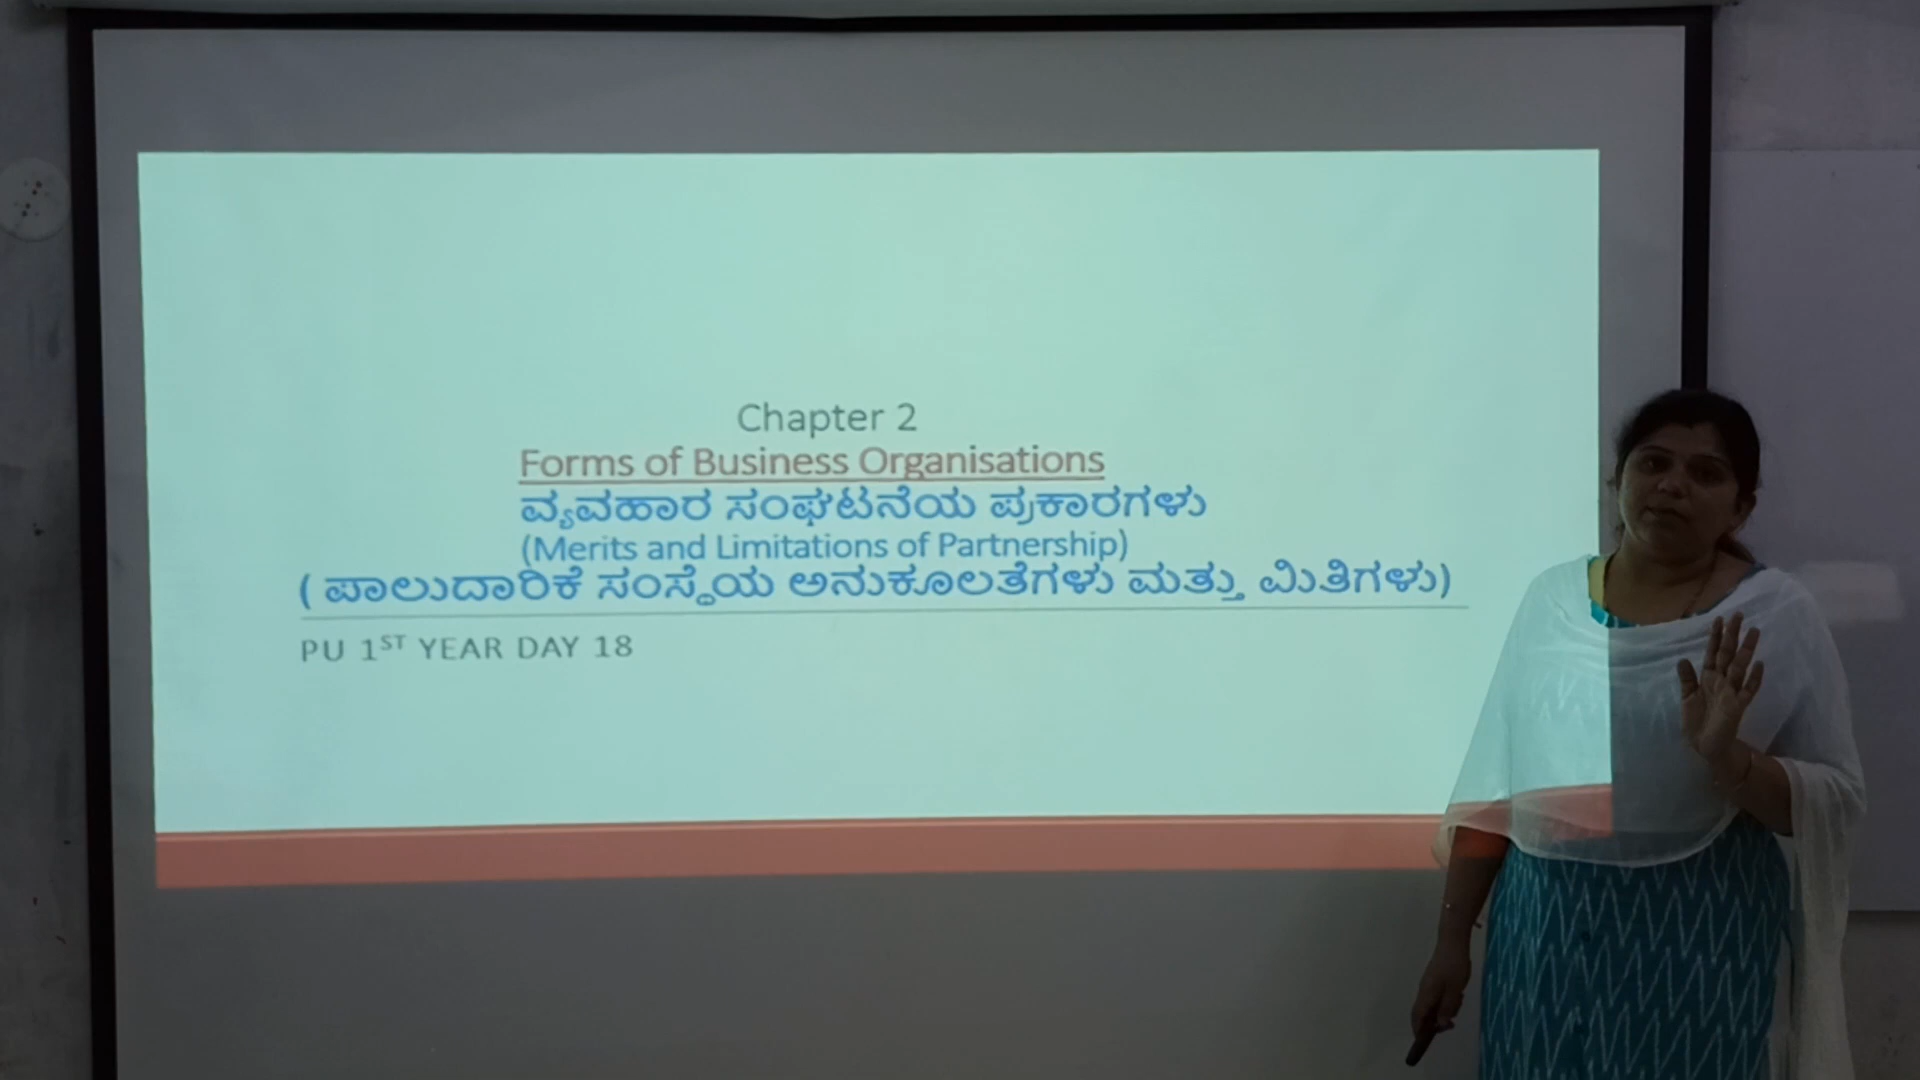 Chapter 2
Forms of Business Organisations
ವ್ಯವಹಾರ ಸಂಘಟನೆಯ ಪ್ರಕಾರಗಳು
(Merits and Limitations of Partnership)
( ಪಾಲುದಾರಿಕೆ ಸಂಸ್ಥೆಯ ಅನುಕೂಲತೆಗಳು ಮತ್ತು ಮಿತಿಗಳು)
PU 1ST YEAR DAY 18